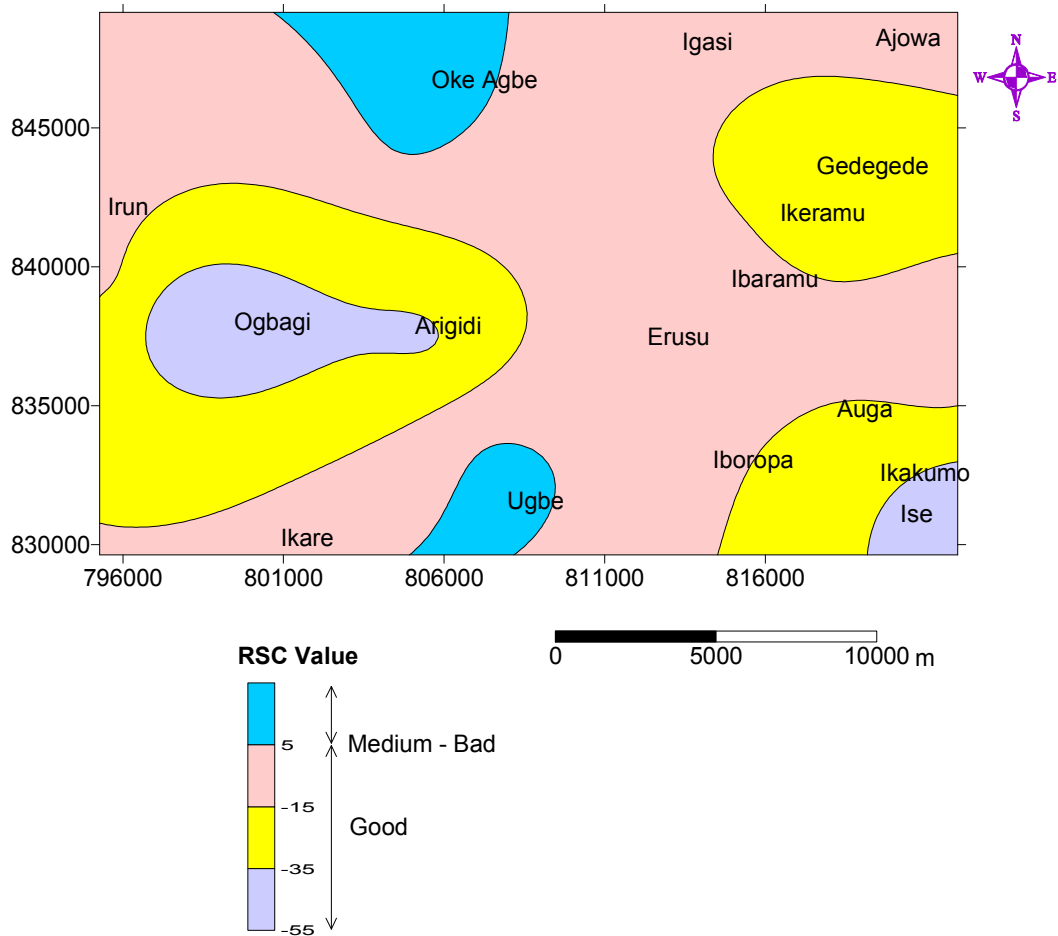 Igasi
Ajowa
N
W E
S
Oke Agbe
845000
Gedegede
Ikeramu
Irun
840000
Ibaramu
Ogbagi
Arigidi
Erusu
835000
Auga
Iboropa
Ikakumo
Ugbe
Ise
Ikare
830000
796000 801000 806000 811000 816000
RSC Value
0 5000 10000 m
5
Medium - Bad
-15
Good
-35
-55